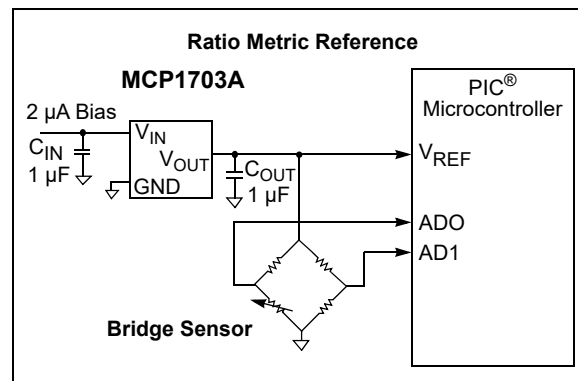 Ratio Metric Reference
MCP1703A
PIC®
Microcontroller
2 µA Bias
VIN
CIN
1 µF
VOUT
GND
COUT
1 µF
VREF
ADO
AD1
Bridge Sensor